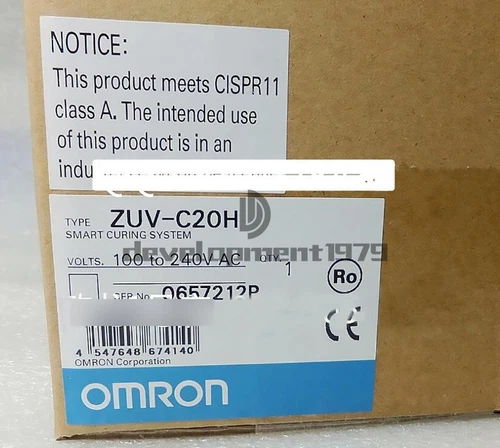 NOTICE:
This product meets CISPR11
class A. The intended use
of this product is in an
TYPE ZUV-C20H
SMART CURING SYSTEM
development1979
VOLTS. 100 to 240V AC QTY. 1
Ro
No. 0657212P
CE
4 547648 674140
OMRON Corporation
OMRON